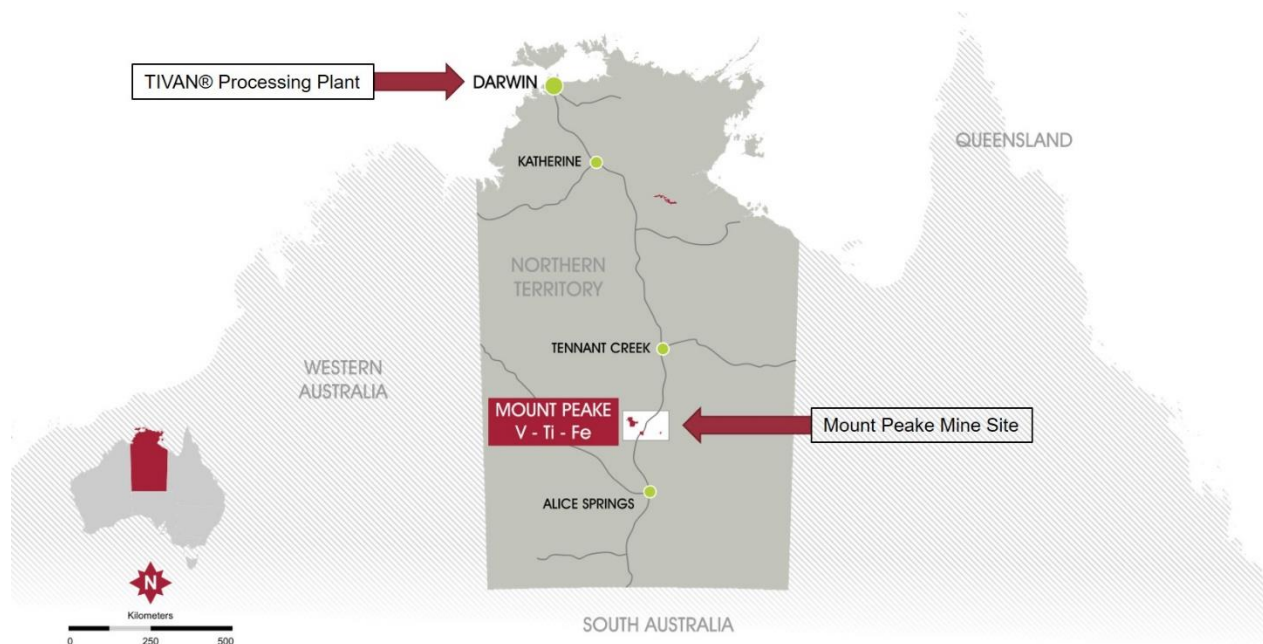 TIVAN® Processing Plant
DARWIN
QUEENSLAND
KATHERINE
NORTHERN
TERRITORY
TENNANT CREEK
WESTERN
AUSTRALIA
MOUNT PEAKE
V - Ti - Fe
Mount Peake Mine Site
ALICE SPRINGS
N
Kilometers
0 250 500
SOUTH AUSTRALIA